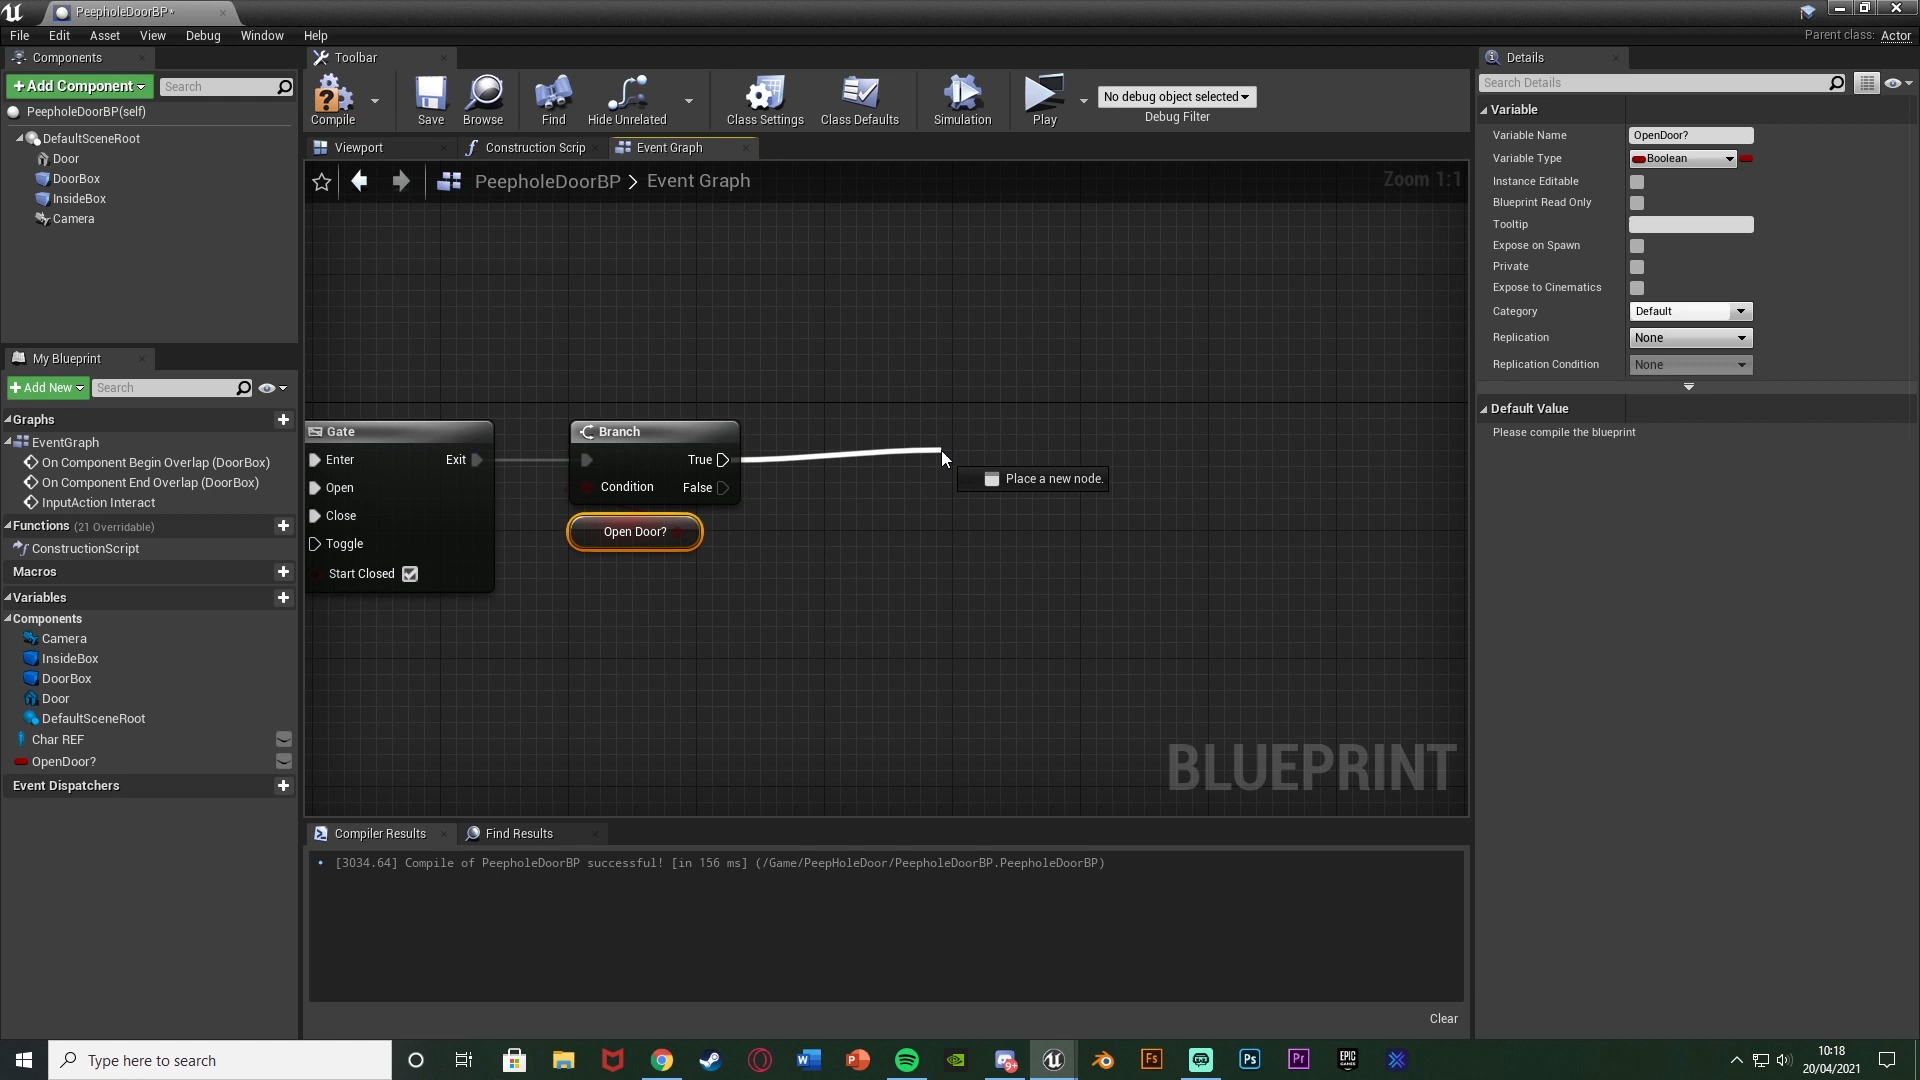 PeepholeDoorBP*
File Edit Asset View Debug Window Help
Parent class: Actor
Components
+ Add Component
Search
PeepholeDoorBP(self)
DefaultSceneRoot
Door
DoorBox
InsideBox
Camera
My Blueprint
+ Add New
Search
Graphs
EventGraph
On Component Begin Overlap (DoorBox)
On Component End Overlap (DoorBox)
InputAction Interact
Functions (21 Overridable)
ConstructionScript
Macros
Variables
Components
Camera
InsideBox
DoorBox
Door
DefaultSceneRoot
Char REF
OpenDoor?
Event Dispatchers
Toolbar
Compile
Save
Browse
Find
Hide Unrelated
Class Settings
Class Defaults
Simulation
Play
No debug object selected
Debug Filter
Viewport
Construction Scrip
Event Graph
PeepholeDoorBP > Event Graph
Zoom 1:1
Gate
Enter Exit
Open
Close
Toggle
Start Closed
Branch
True
Condition False
Open Door?
Place a new node.
BLUEPRINT
Compiler Results
Find Results
[3034.64] Compile of PeepholeDoorBP successful! [in 156 ms] (/Game/PeepHoleDoor/PeepholeDoorBP.PeepholeDoorBP)
Clear
Details
Search Details
Variable
Variable Name OpenDoor?
Variable Type Boolean
Instance Editable
Blueprint Read Only
Tooltip
Expose on Spawn
Private
Expose to Cinematics
Category Default
Replication None
Replication Condition None
Default Value
Please compile the blueprint
Type here to search
10:18
20/04/2021